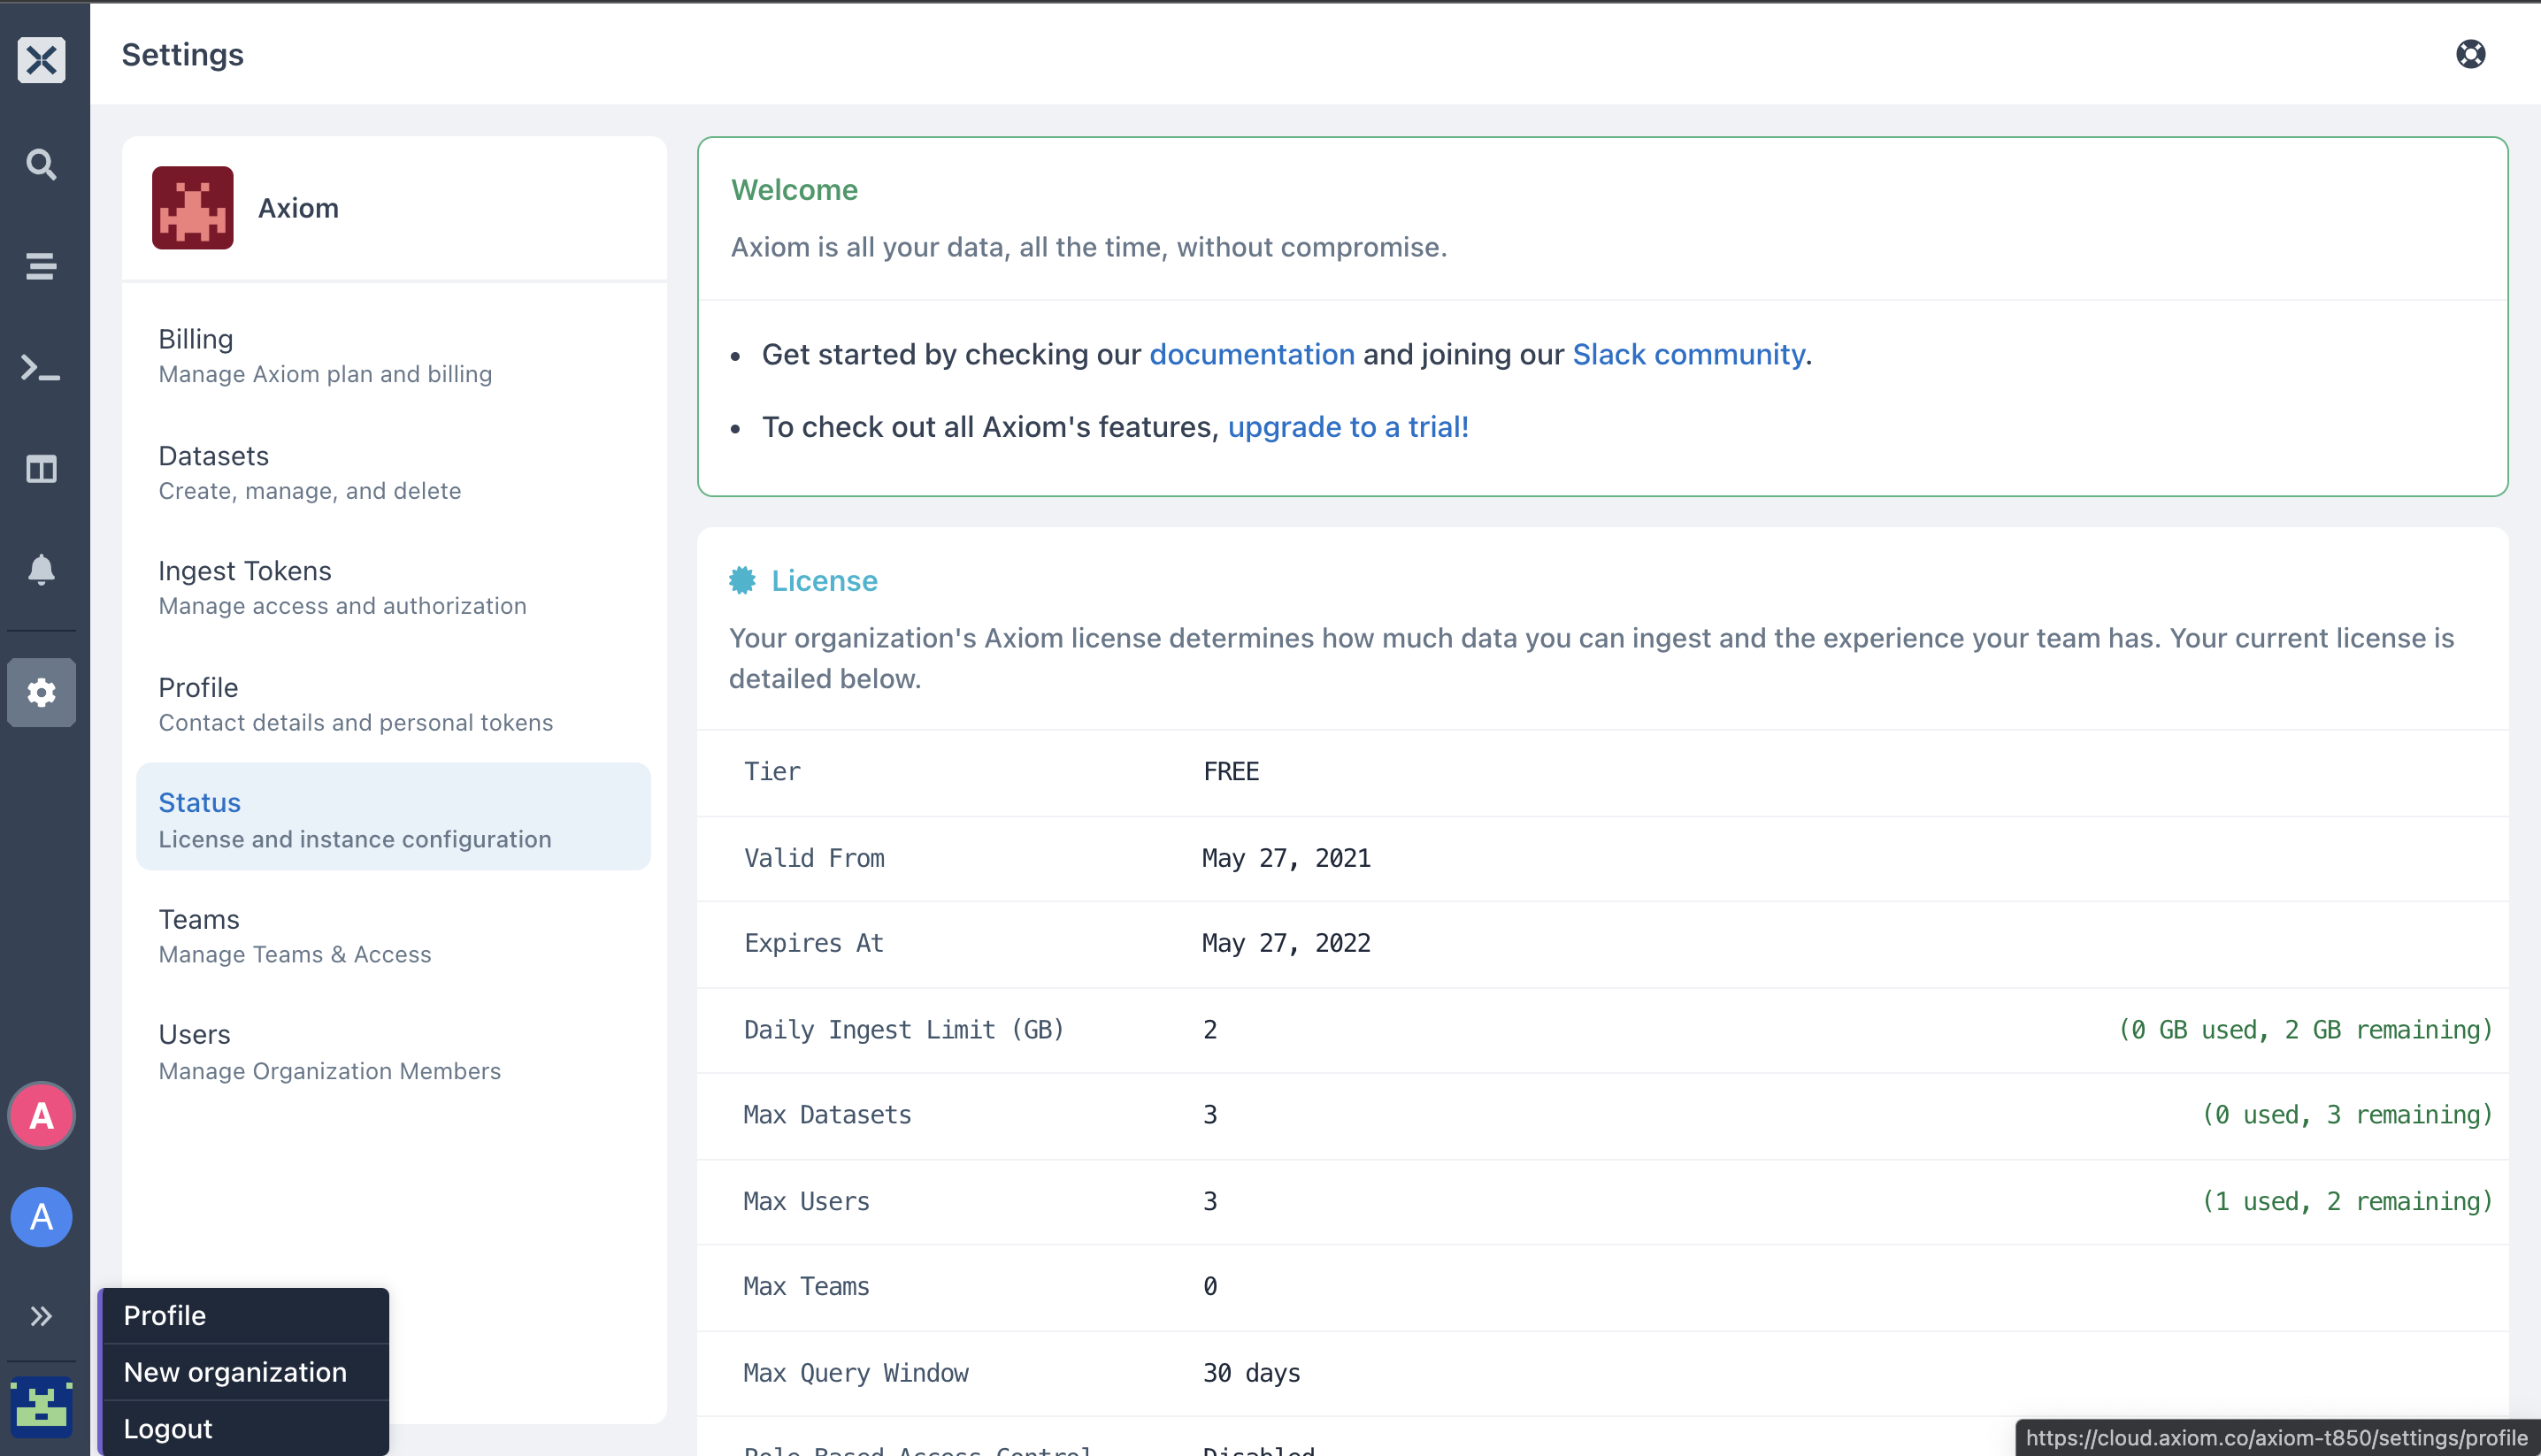 Settings
Axiom
Billing
Manage Axiom plan and billing
Datasets
Create, manage, and delete
Ingest Tokens
Manage access and authorization
Profile
Contact details and personal tokens
Status
License and instance configuration
Teams
Manage Teams & Access
Users
Manage Organization Members
A
A
Profile
New organization
Logout
Welcome
Axiom is all your data, all the time, without compromise.
• Get started by checking our documentation and joining our Slack community.
• To check out all Axiom's features, upgrade to a trial!
License
Your organization's Axiom license determines how much data you can ingest and the experience your team has. Your current license is
detailed below.
Tier FREE
Valid From May 27, 2021
Expires At May 27, 2022
Daily Ingest Limit (GB) 2 (0 GB used, 2 GB remaining)
Max Datasets 3 (0 used, 3 remaining)
Max Users 3 (1 used, 2 remaining)
Max Teams 0
Max Query Window 30 days
Role Based Access Control Disabled
https://cloud.axiom.co/axiom-t850/settings/profile